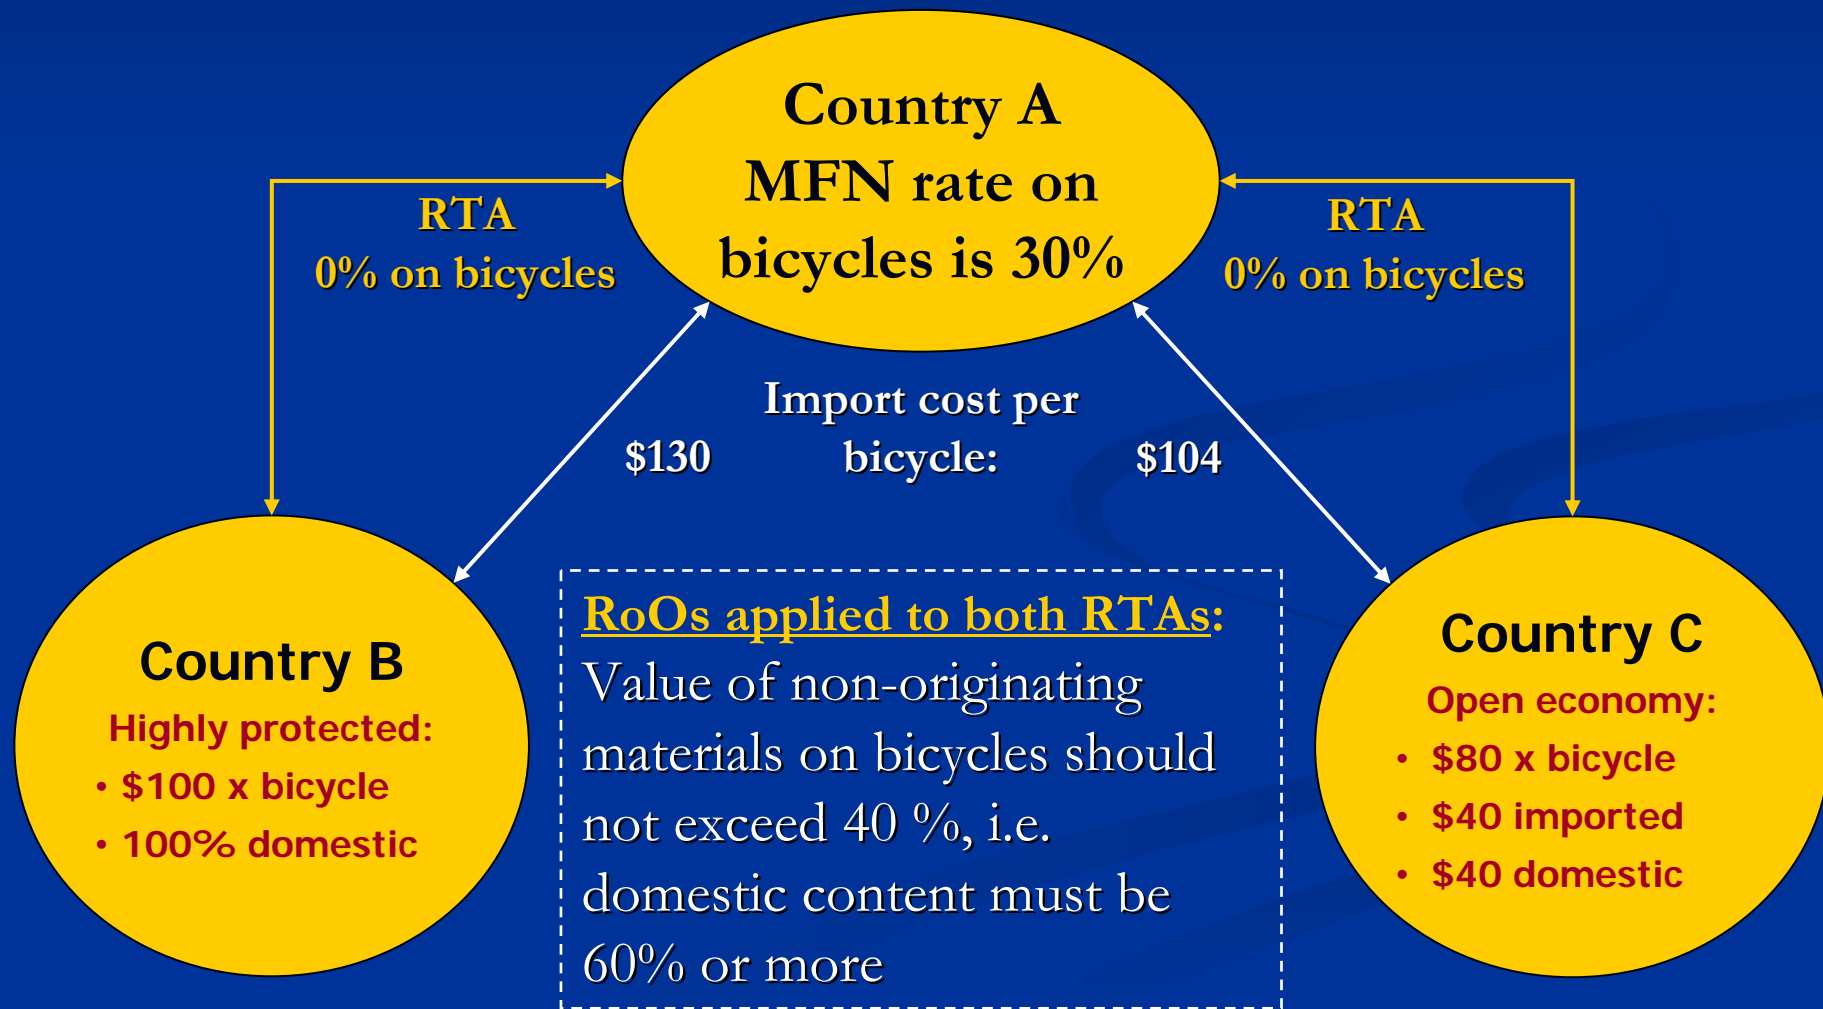 Country A
MFN rate on
bicycles is 30%
RTA
0% on bicycles
RTA
0% on bicycles
Import cost per
bicycle:
$130
$104
Country B
Highly protected:
• $100 x bicycle
• 100% domestic
RoOs applied to both RTAs:
Value of non-originating
materials on bicycles should
not exceed 40 %, i.e.
domestic content must be
60% or more
Country C
Open economy:
• $80 x bicycle
• $40 imported
• $40 domestic